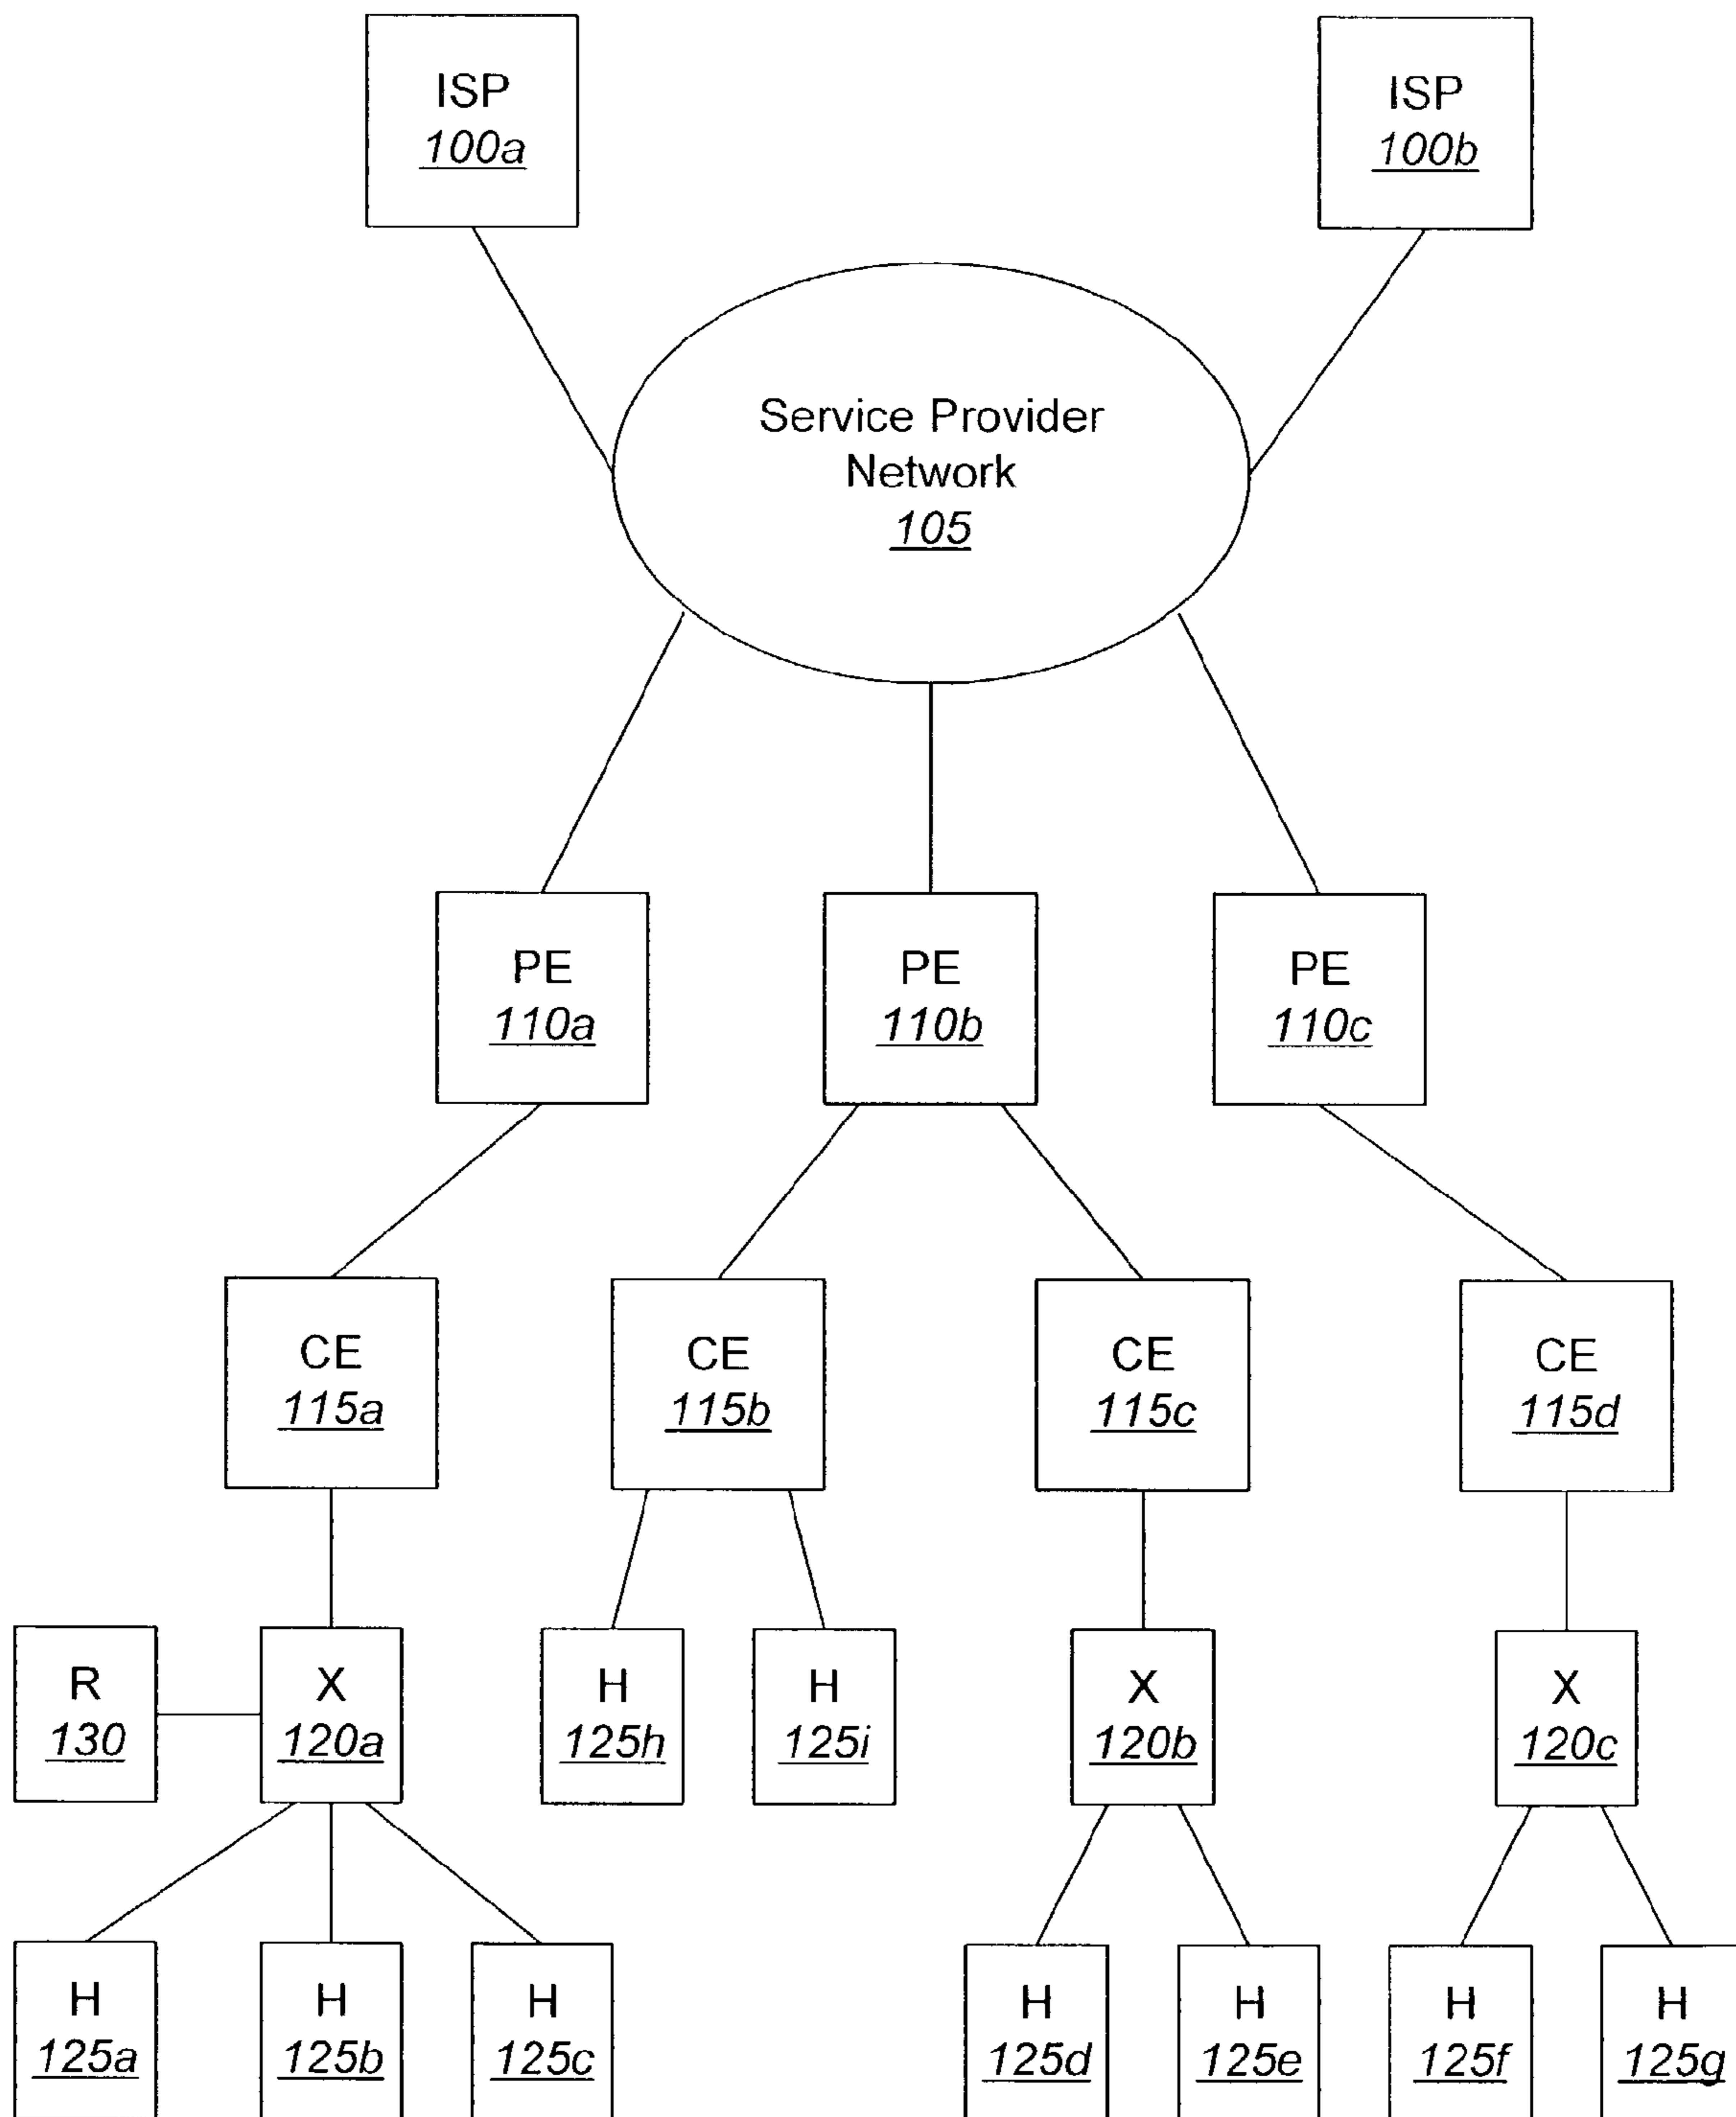 ISP
100a
ISP
100b
Service Provider
Network
105
PE
110a
PE
110b
PE
110c
CE
115a
CE
115b
CE
115c
CE
115d
R
130
X
120a
H
125h
H
125i
X
120b
X
120c
H
125a
H
125b
H
125c
H
125d
H
125e
H
125f
H
125g